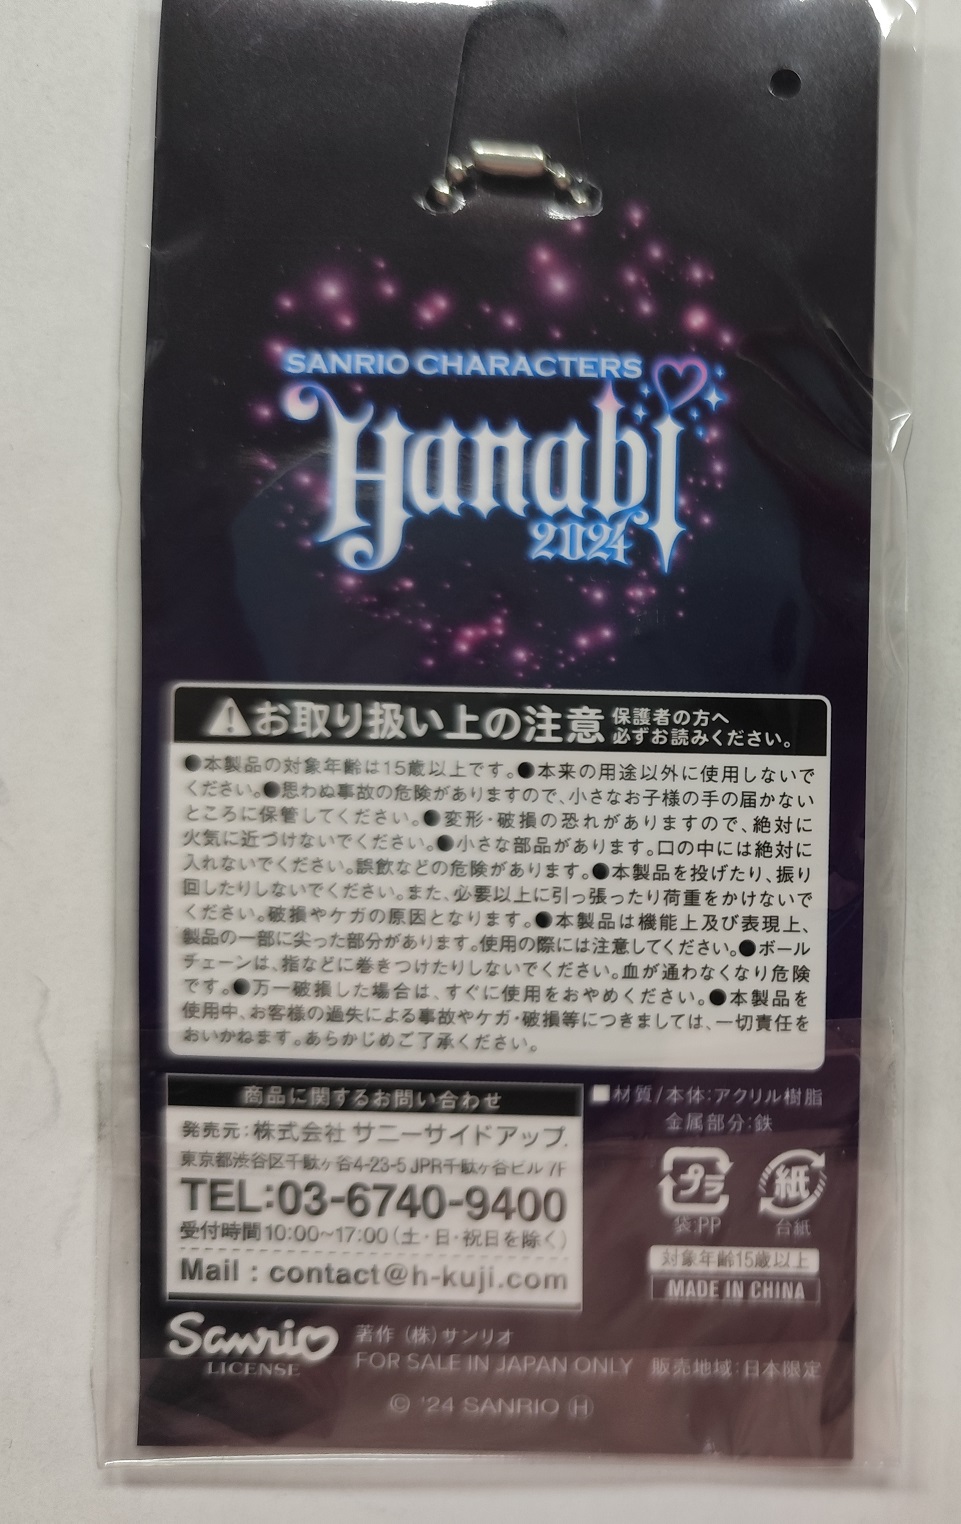 SANRIO CHARACTERS
Hanabi
2024
お取り扱い上の注意 保護者の方へ
必ずお読みください。
●本製品の対象年齢は15歳以上です。●本来の用途以外に使用しないで
ください。●思わぬ事故の危険がありますので、小さなお子様の手の届かない
ところに保管してください。●変形・破損の恐れがありますので、絶対に
火気に近づけないでください。●小さな部品があります。口の中には絶対に
入れないでください。誤飲などの危険があります。●本製品を投げたり、振り
回したりしないでください。また、必要以上に引っ張ったり荷重をかけないで
ください。破損やケガの原因となります。●本製品は機能上及び表現上、
製品の一部に尖った部分があります。使用の際には注意してください。●ボール
チェーンは、指などに巻きつけたりしないでください。血が通わなくなり危険
です。●万一破損した場合は、すぐに使用をおやめください。●本製品を
使用中、お客様の過失による事故やケガ・破損等につきましては、一切責任を
おいかねます。あらかじめご了承ください。
商品に関するお問い合わせ
発売元:株式会社 サニーサイドアップ
東京都渋谷区千駄ヶ谷4-23-5 JPR千駄ヶ谷ビル 7F
TEL:03-6740-9400
受付時間10:00~17:00(土・日・祝日を除く)
Mail : contact@h-kuji.com
■材質/本体:アクリル樹脂
金属部分:鉄
プラ 紙
袋:PP 台紙
対象年齢15歳以上
MADE IN CHINA
Sanrio
LICENSE
著作 (株)サンリオ
FOR SALE IN JAPAN ONLY 販売地域:日本限定
© '24 SANRIO Ⓗ